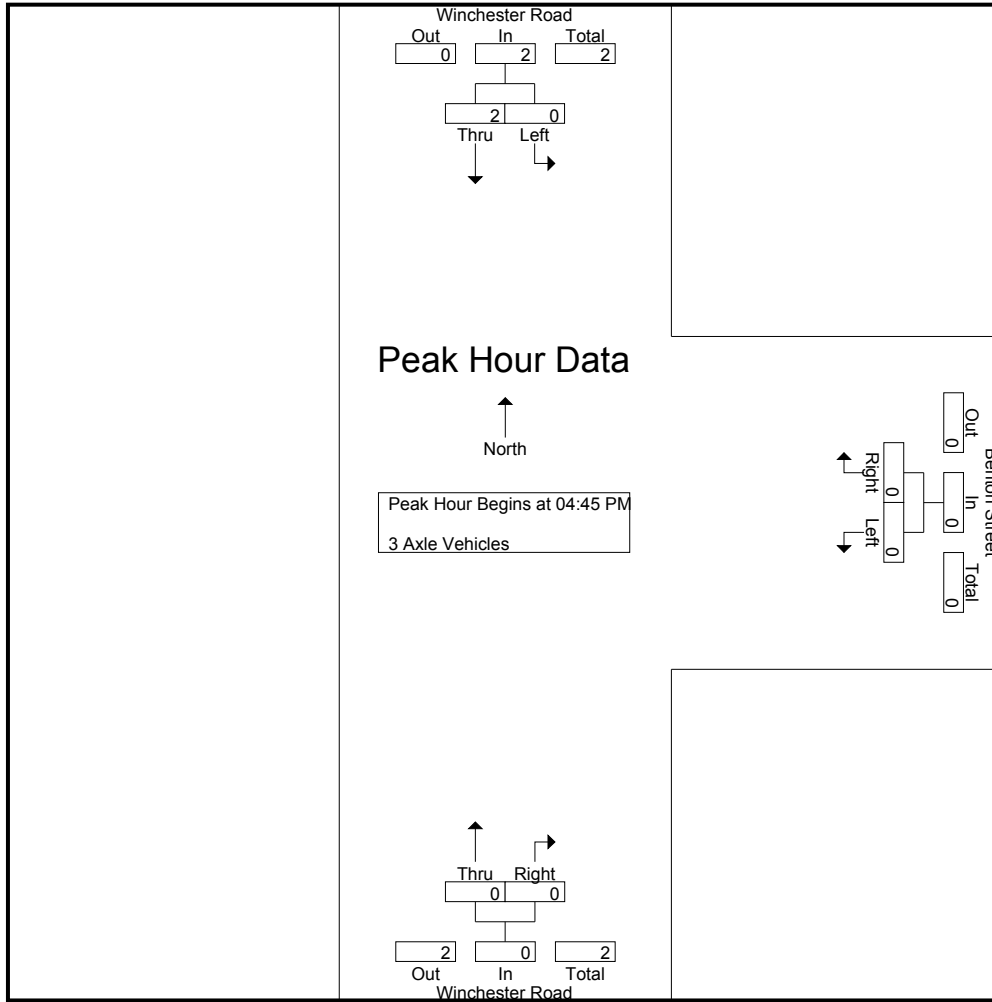 Winchester Road
Out In Total
0 2 2
2 0
Thru Left
Peak Hour Data
North
Peak Hour Begins at 04:45 PM
3 Axle Vehicles
Out
0
Right
0
In
0
Left
0
Total
0
Benton Street
Thru Right
0 0
2 0 2
Out In Total
Winchester Road